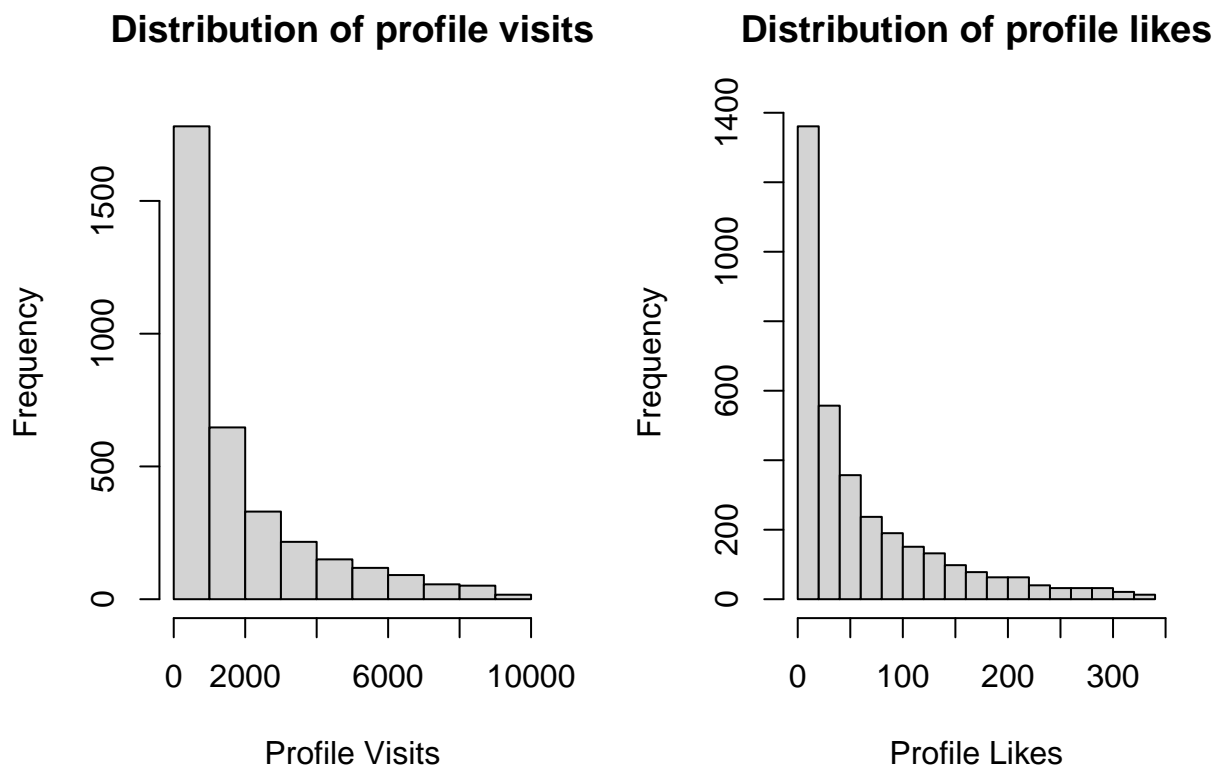 Distribution of profile visits
Frequency
1500
1000
500
0
0 2000 6000 10000
Profile Visits
Distribution of profile likes
Frequency
1400
1000
600
200
0
0 100 200 300
Profile Likes